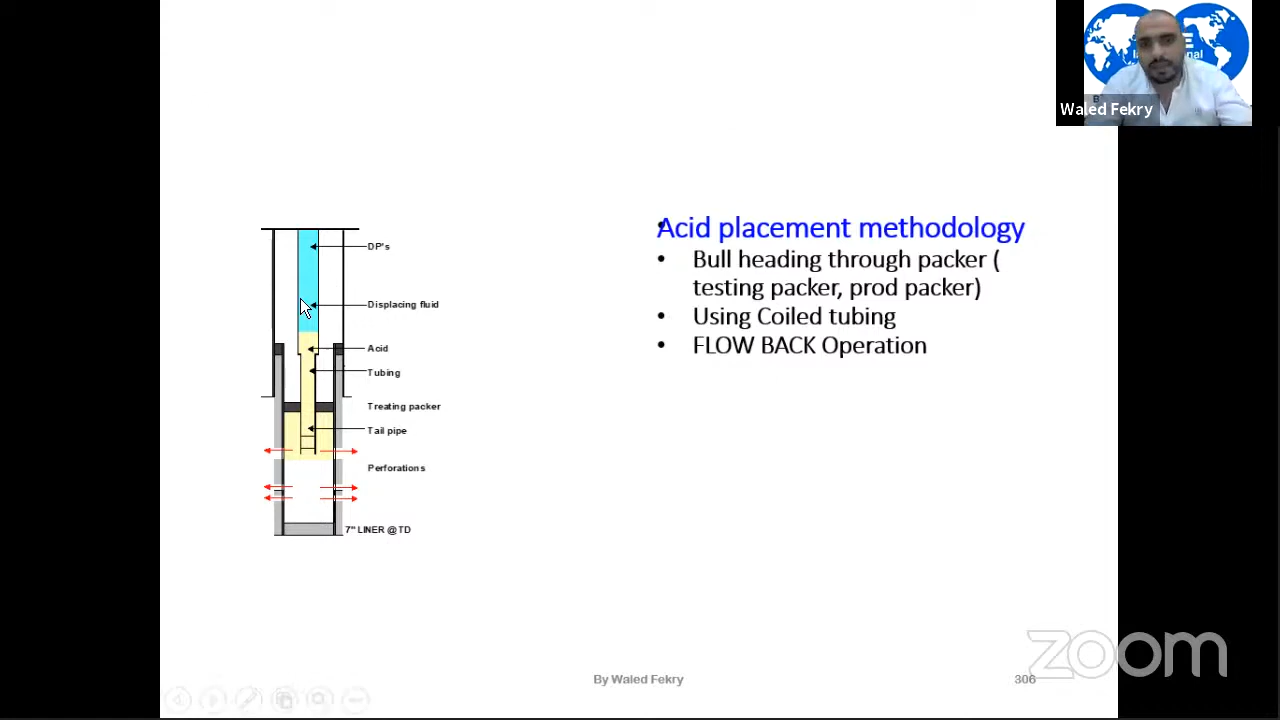 Waled Fekry
Acid placement methodology
• Bull heading through packer (
testing packer, prod packer)
• Using Coiled tubing
• FLOW BACK Operation
DP's
Displacing fluid
Acid
Tubing
Treating packer
Tail pipe
Perforations
7" LINER @ TD
By Waled Fekry
306
zoom